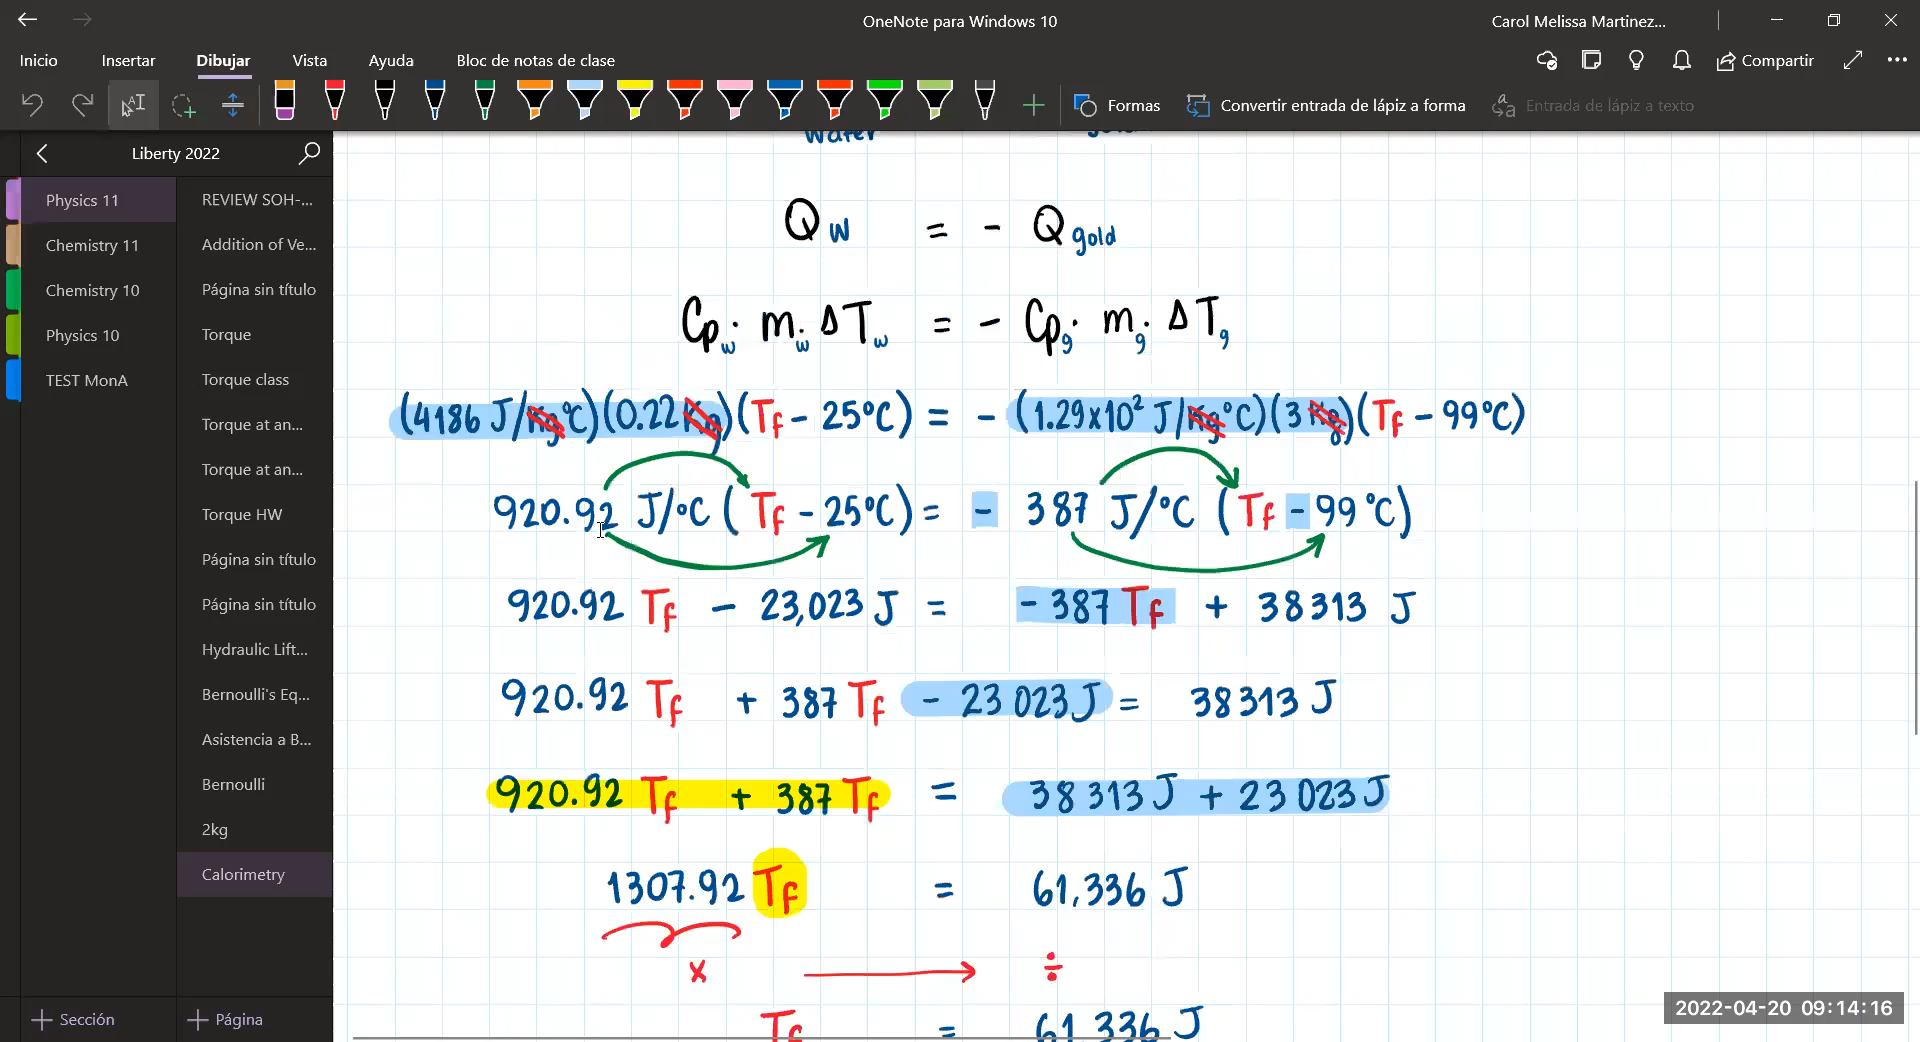 OneNote para Windows 10
Carol Melissa Martinez...
Inicio
Insertar
Dibujar
Vista
Ayuda
Bloc de notas de clase
Compartir
Formas
Convertir entrada de lápiz a forma
Entrada de lápiz a texto
Liberty 2022
Physics 11
Chemistry 11
Chemistry 10
Physics 10
TEST MonA
REVIEW SOH-...
Addition of Ve...
Página sin título
Torque
Torque class
Torque at an...
Torque at an...
Torque HW
Página sin título
Página sin título
Hydraulic Lift...
Bernoulli's Eq...
Asistencia a B...
Bernoulli
2kg
Calorimetry
Sección
Página
water
Qw = - Qgold
Cpw · mw · ΔTw = - Cpg · mg · ΔTg
(4186 J/Kg°C)(0.22 Kg)(Tf - 25°C) = - (1.29x10² J/Kg°C)(3 Kg)(Tf - 99°C)
920.92 J/°C (Tf - 25°C) = - 387 J/°C (Tf - 99°C)
920.92 Tf - 23,023 J = - 387 Tf + 38313 J
920.92 Tf + 387 Tf - 23 023 J = 38313 J
920.92 Tf + 387 Tf = 38 313 J + 23 023 J
1307.92 Tf = 61,336 J
x → ÷
Tf = 61,336 J
2022-04-20 09:14:16